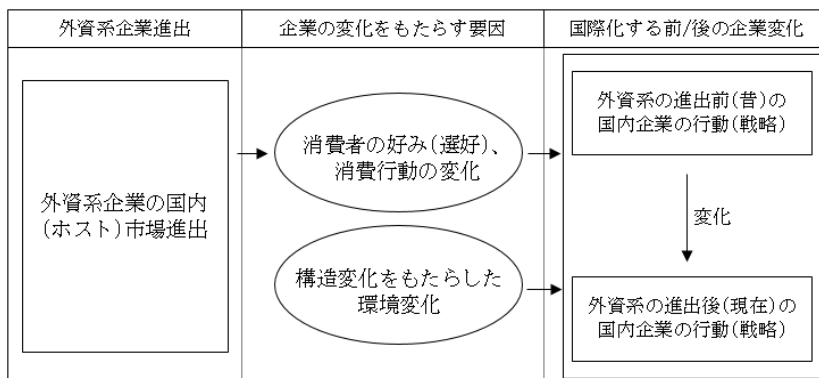 外資系企業進出
企業の変化をもたらす要因
国際化する前/後の企業変化
外資系企業の国内
(ホスト)市場進出
消費者の好み(選好)、
消費行動の変化
構造変化をもたらした
環境変化
外資系の進出前(昔)の
国内企業の行動(戦略)
変化
外資系の進出後(現在)の
国内企業の行動(戦略)